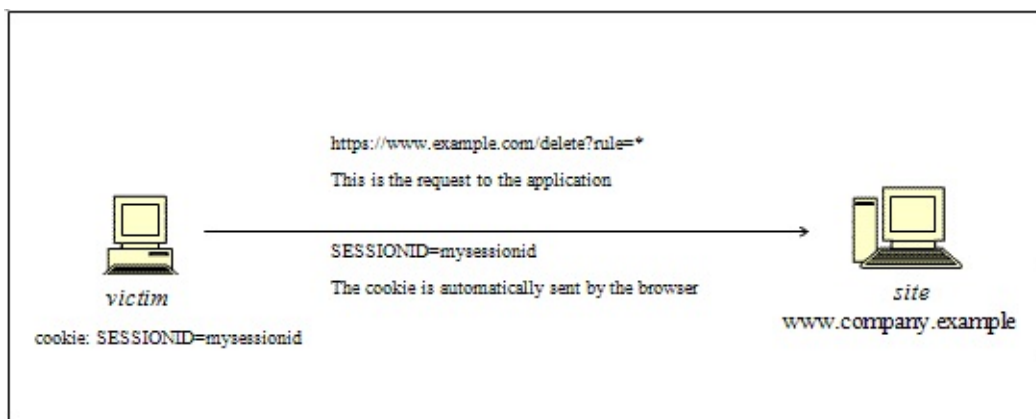 https://www.example.com/delete?rule=*
This is the request to the application
SESSIONID=mysessionid
The cookie is automatically sent by the browser
victim
cookie: SESSIONID=mysessionid
site
www.company.example